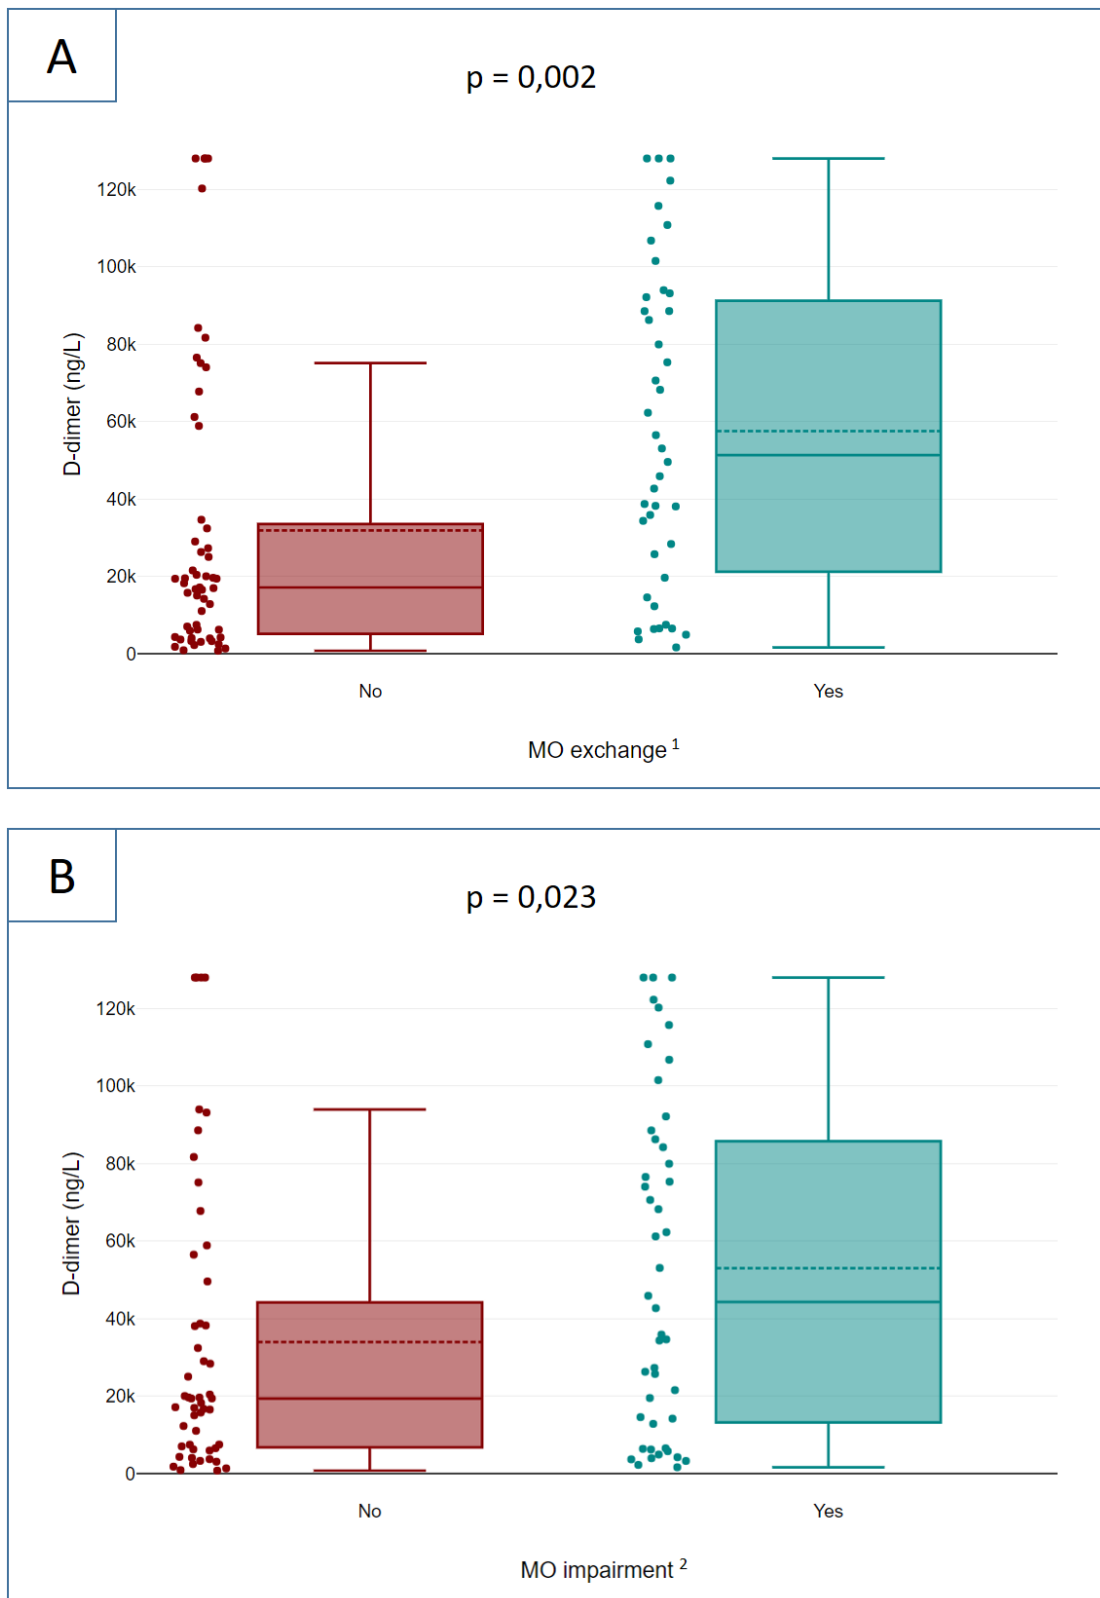 A
p = 0,002
120k
100k
80k
60k
40k
20k
0
D-dimer (ng/L)
No
Yes
MO exchange 1
B
p = 0,023
120k
100k
80k
60k
40k
20k
0
D-dimer (ng/L)
No
Yes
MO impairment 2